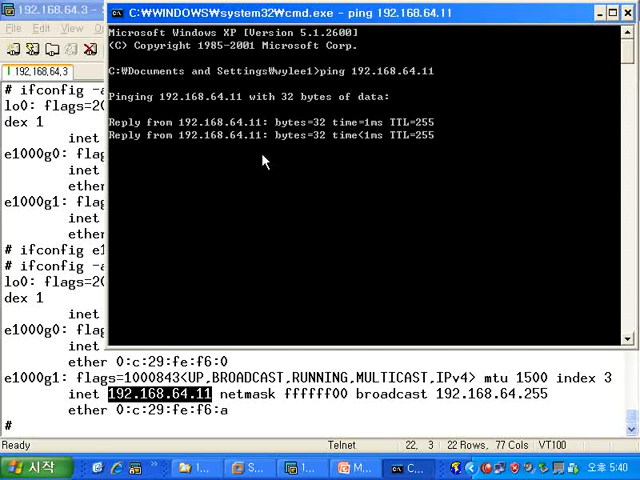 192.168.64.3
C:₩WINDOWS₩system32₩cmd.exe - ping 192.168.11
File Edit View
192,168,64,3
Microsoft Windows XP [Version 5.1.2600]
(C) Copyright 1985-2001 Microsoft Corp.
C:₩Documents and Settings₩wylee1>ping 192.168.64.11
Pinging 192.168.64.11 with 32 bytes of data:
Reply from 192.168.64.11: bytes=32 time=1ms TTL=255
Reply from 192.168.64.11: bytes=32 time<1ms TTL=255
# ifconfig -a
lo0: flags=20
dex 1
inet
e1000g0: f
inet
ether
e1000g1: f
inet
ether
# ifconfig e1
# ifconfig -a
lo0: flags=20
dex 1
inet
e1000g0: f
inet
ether 0:c:29:fe:f6:0
e1000g1: flags=1000843<UP,BROADCAST,RUNNING,MULTICAST,IPv4> mtu 1500 index 3
inet 192.168.64.11 netmask ffffff00 broadcast 192.168.64.255
ether 0:c:29:fe:f6:a
#
Ready Telnet 22, 3 22 Rows, 77 Cols VT100
시작 1... S... 1... M... C... 오후 5:40